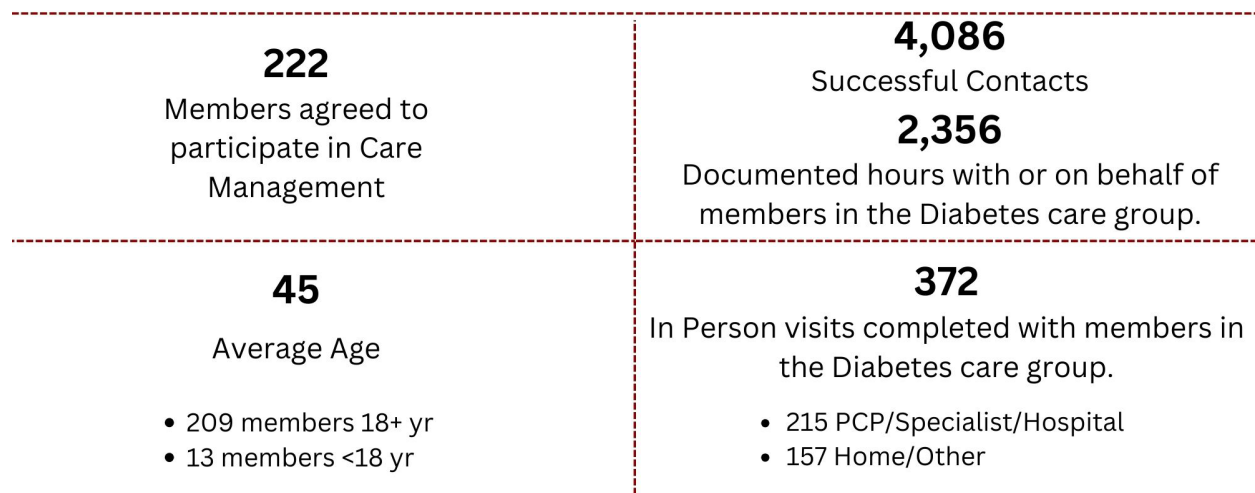 222
Members agreed to
participate in Care
Management
4,086
Successful Contacts
2,356
Documented hours with or on behalf of
members in the Diabetes care group.
45
Average Age
• 209 members 18+ yr
• 13 members <18 yr
372
In Person visits completed with members in
the Diabetes care group.
• 215 PCP/Specialist/Hospital
• 157 Home/Other